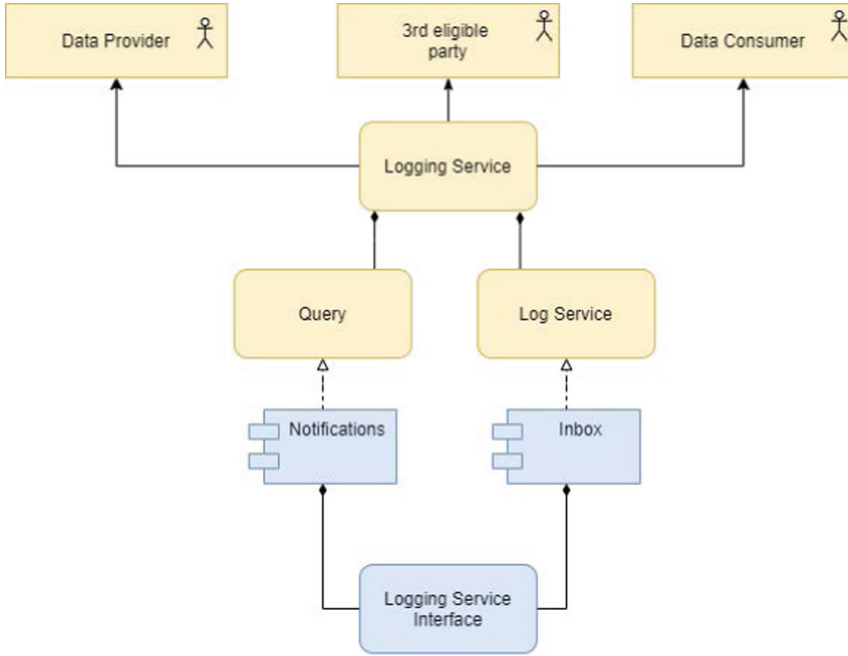 Data Provider
3rd eligible
party
Data Consumer
Logging Service
Query
Log Service
Notifications
Inbox
Logging Service
Interface